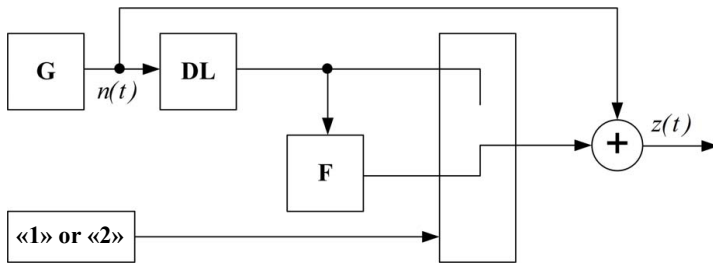 G
n(t)
DL
F
«1» or «2»
+
z(t)